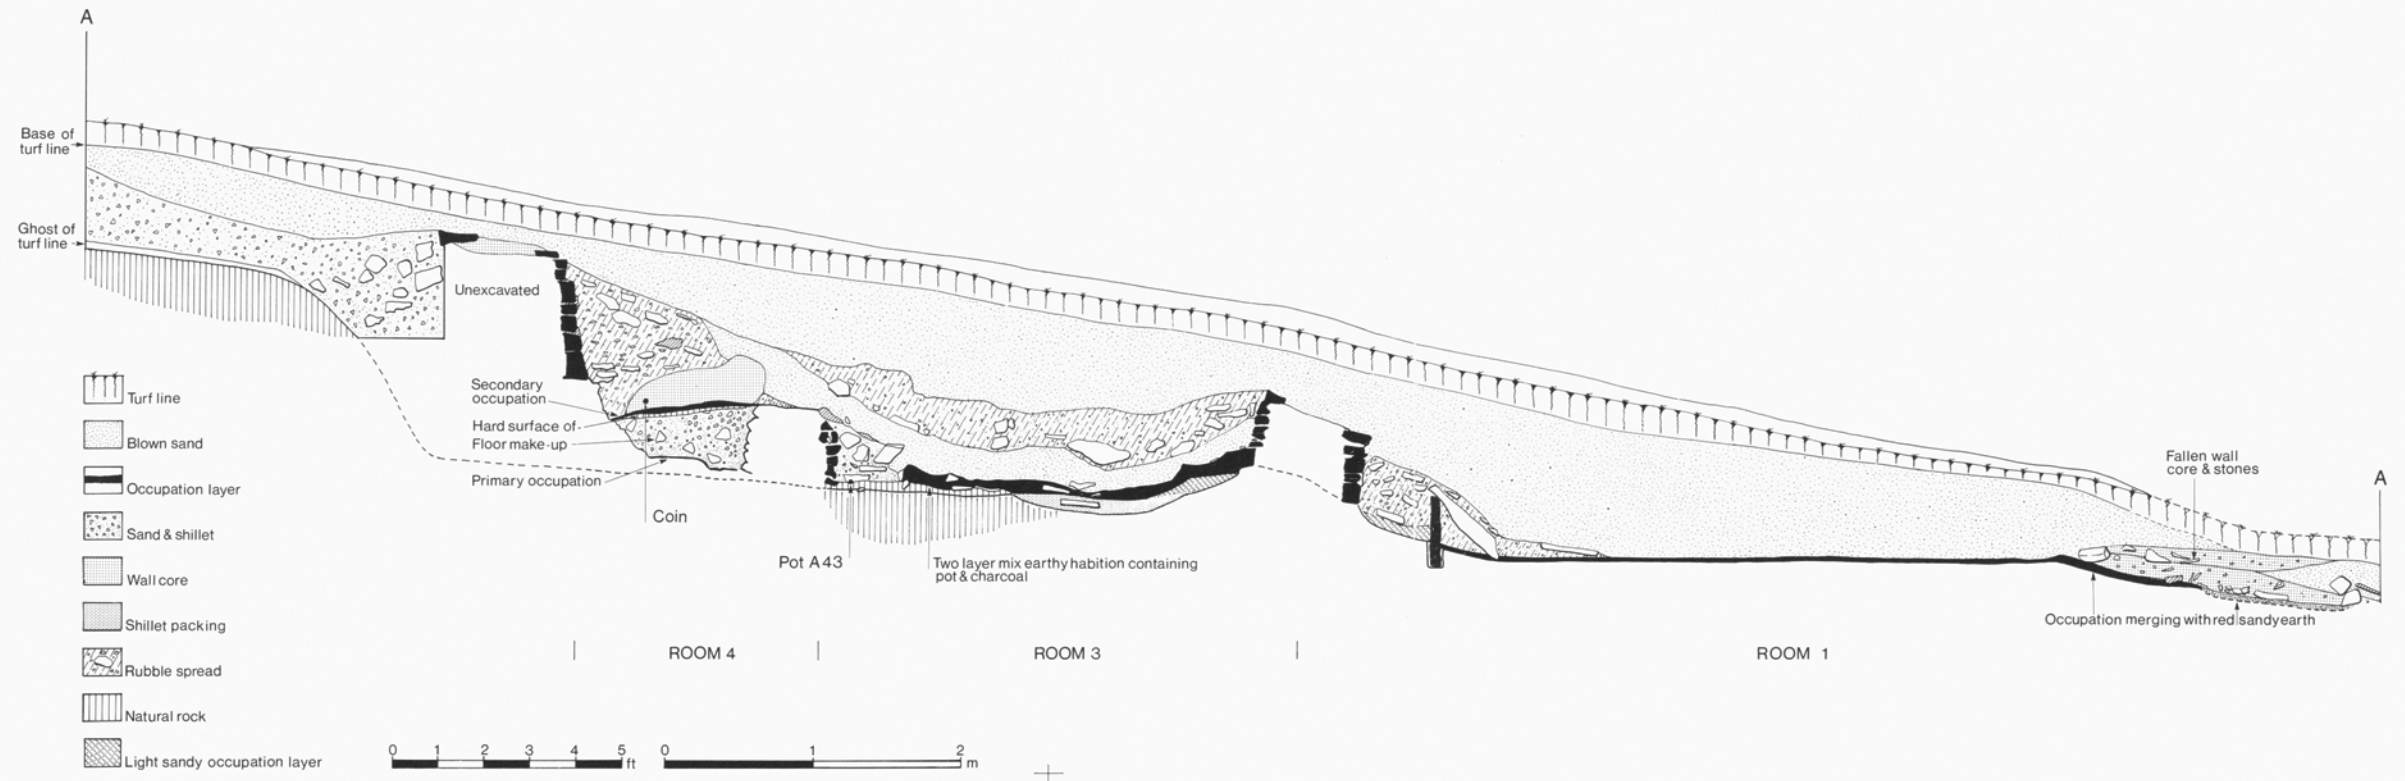 A
Base of
turf line
Ghost of
turf line
Unexcavated
Secondary
occupation
Hard surface of
Floor make-up
Primary occupation
Coin
Pot A43
Two layer mix earthy habition containing
pot & charcoal
Fallen wall
core & stones
A
Occupation merging with red sandy earth
ROOM 4
ROOM 3
ROOM 1
Turf line
Blown sand
Occupation layer
Sand & shillet
Wall core
Shillet packing
Rubble spread
Natural rock
Light sandy occupation layer
0 1 2 3 4 5 ft
0 1 2 m